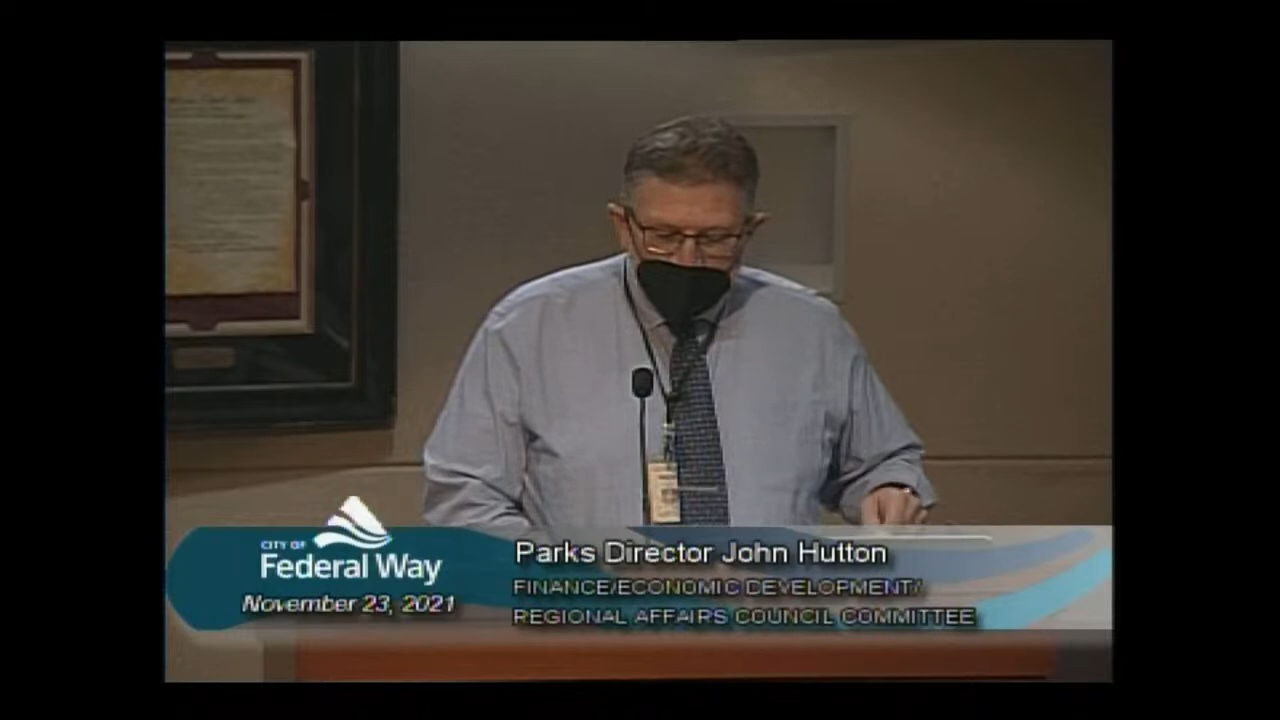 CITY OF
Federal Way
November 23, 2021
Parks Director John Hutton
FINANCE/ECONOMIC DEVELOPMENT/
REGIONAL AFFAIRS COUNCIL COMMITTEE